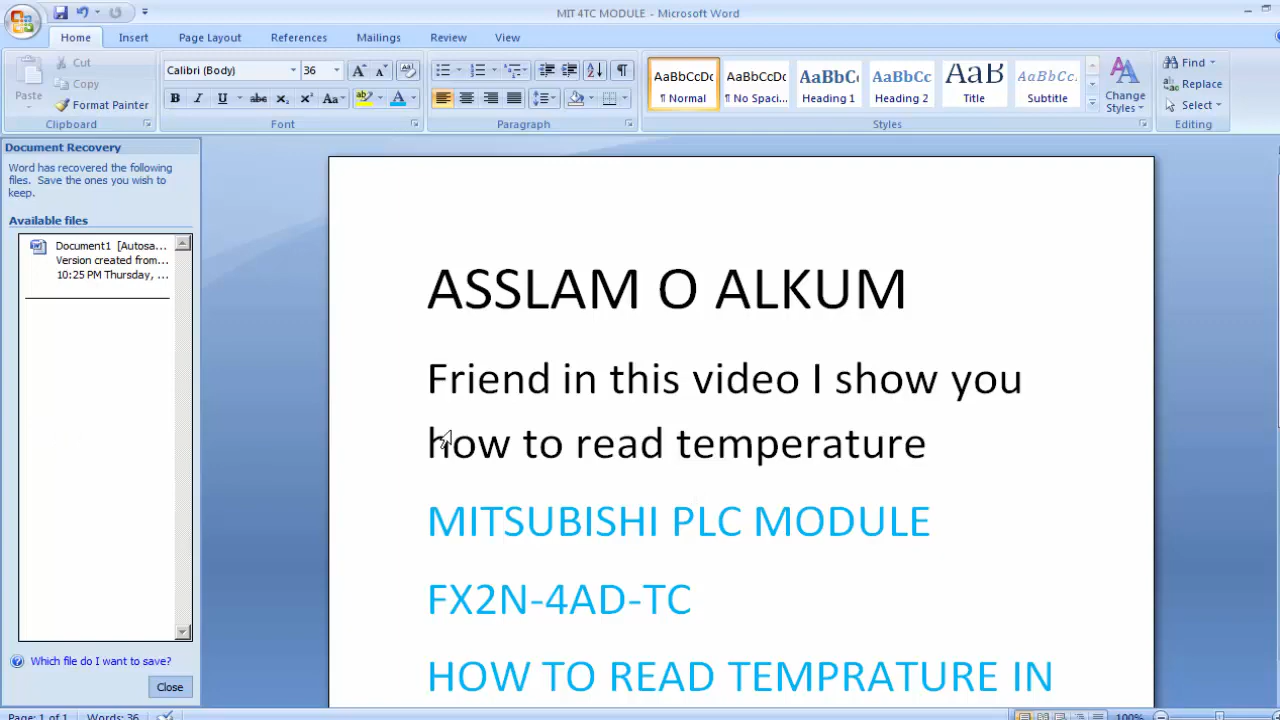 MIT 4TC MODULE - Microsoft Word
Home Insert Page Layout References Mailings Review View
Paste
Cut
Copy
Format Painter
Clipboard
Calibri (Body) 36
B I U abc X₂ X² Aa A
Font
Paragraph
AaBbCcDc AaBbCcDc AaBbC AaBbCc AaB AaBbCc.
¶ Normal ¶ No Spaci... Heading 1 Heading 2 Title Subtitle
Change
Styles
Styles
Find
Replace
Select
Editing
Document Recovery
Word has recovered the following
files. Save the ones you wish to
keep.
Available files
Document1 [Autosa...
Version created from...
10:25 PM Thursday, ...
Which file do I want to save?
Close
ASSLAM O ALKUM
Friend in this video I show you
how to read temperature
MITSUBISHI PLC MODULE
FX2N-4AD-TC
HOW TO READ TEMPRATURE IN
Page: 1 of 1 Words: 36 100%